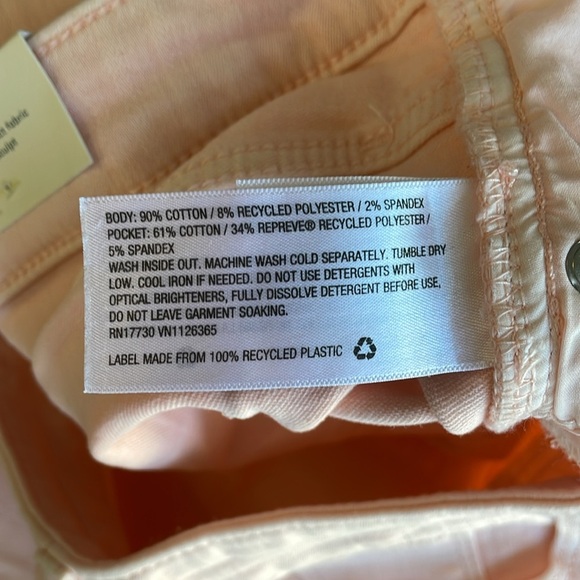 fabric
sculpt
BODY: 90% COTTON / 8% RECYCLED POLYESTER / 2% SPANDEX
POCKET: 61% COTTON / 34% REPREVE® RECYCLED POLYESTER /
5% SPANDEX
WASH INSIDE OUT. MACHINE WASH COLD SEPARATELY. TUMBLE DRY
LOW. COOL IRON IF NEEDED. DO NOT USE DETERGENTS WITH
OPTICAL BRIGHTENERS, FULLY DISSOLVE DETERGENT BEFORE USE,
DO NOT LEAVE GARMENT SOAKING.
RN17730 VN1126365
LABEL MADE FROM 100% RECYCLED PLASTIC